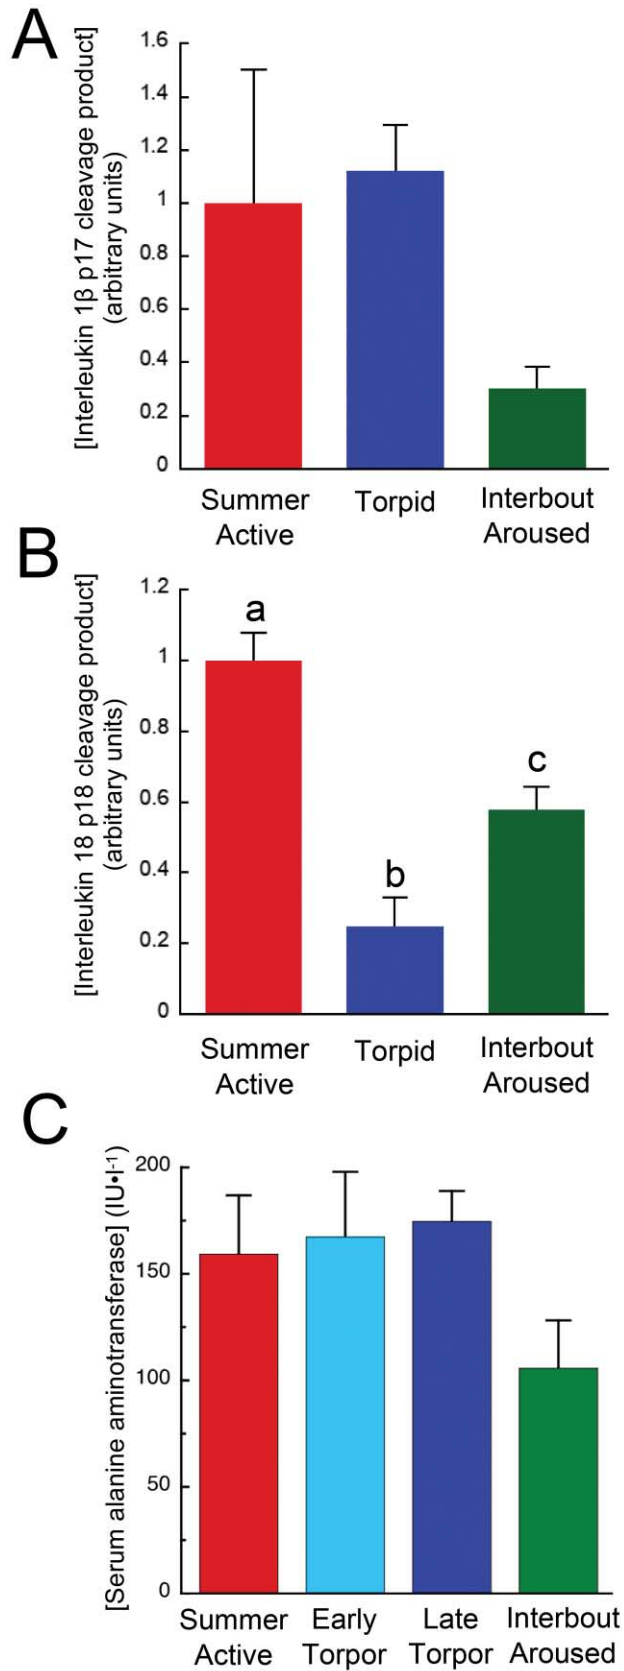 A
[Interleukin 1β p17 cleavage product]
(arbitrary units)
1.6
1.4
1.2
1
0.8
0.6
0.4
0.2
0
Summer
Active
Torpid
Interbout
Aroused
B
[Interleukin 18 p18 cleavage product]
(arbitrary units)
1.2
1
0.8
0.6
0.4
0.2
0
a
b
c
Summer
Active
Torpid
Interbout
Aroused
C
[Serum alanine aminotransferase] (IU•l⁻¹)
200
150
100
50
0
Summer
Active
Early
Torpor
Late
Torpor
Interbout
Aroused